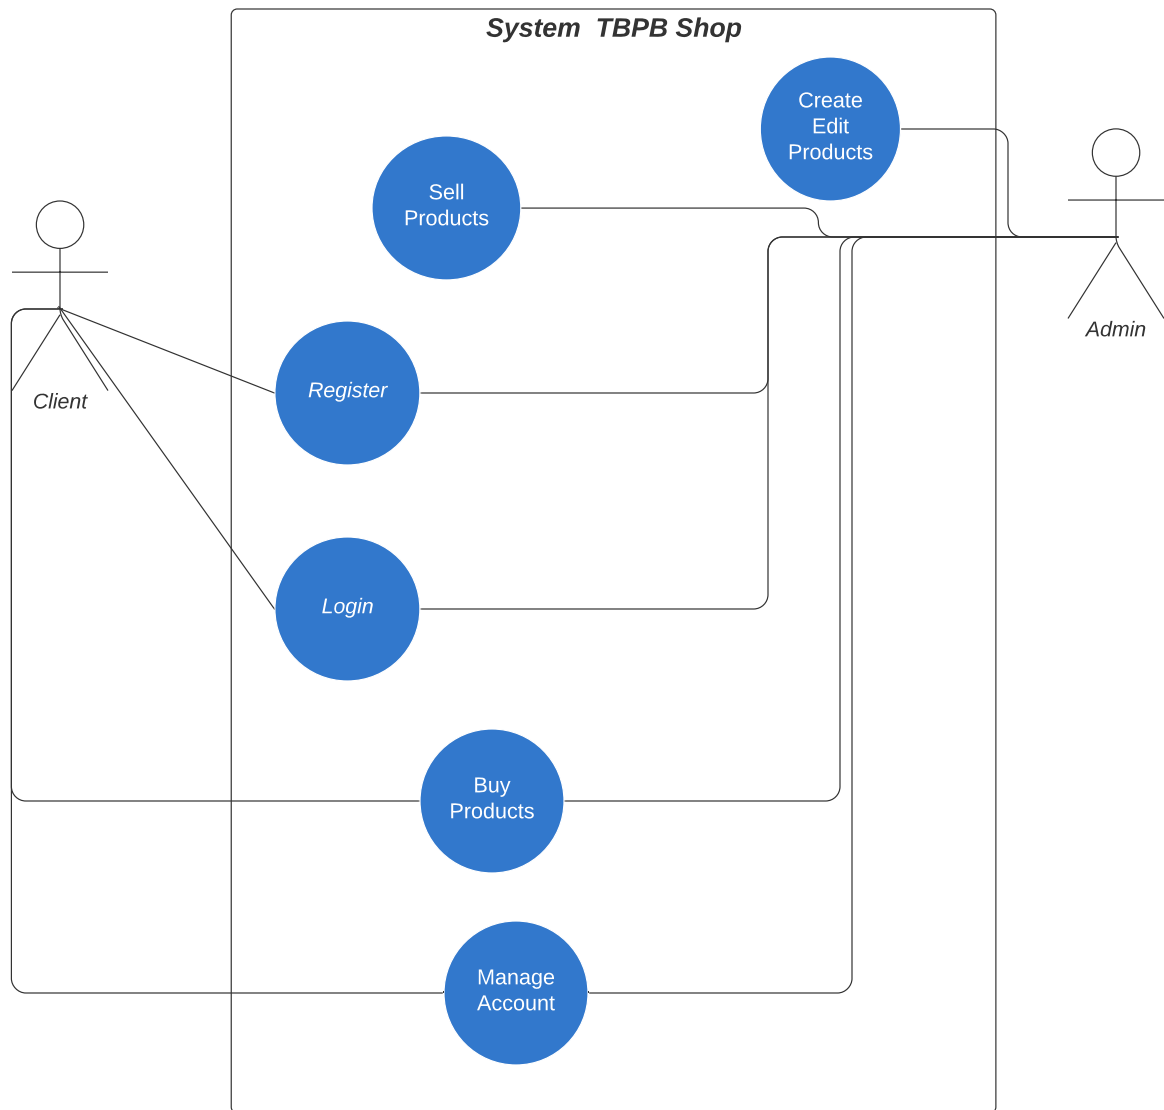 System  TBPB Shop
Create
Edit
Products
Sell
Products
Admin
Register
Client
Login
Buy
Products
Manage
Account